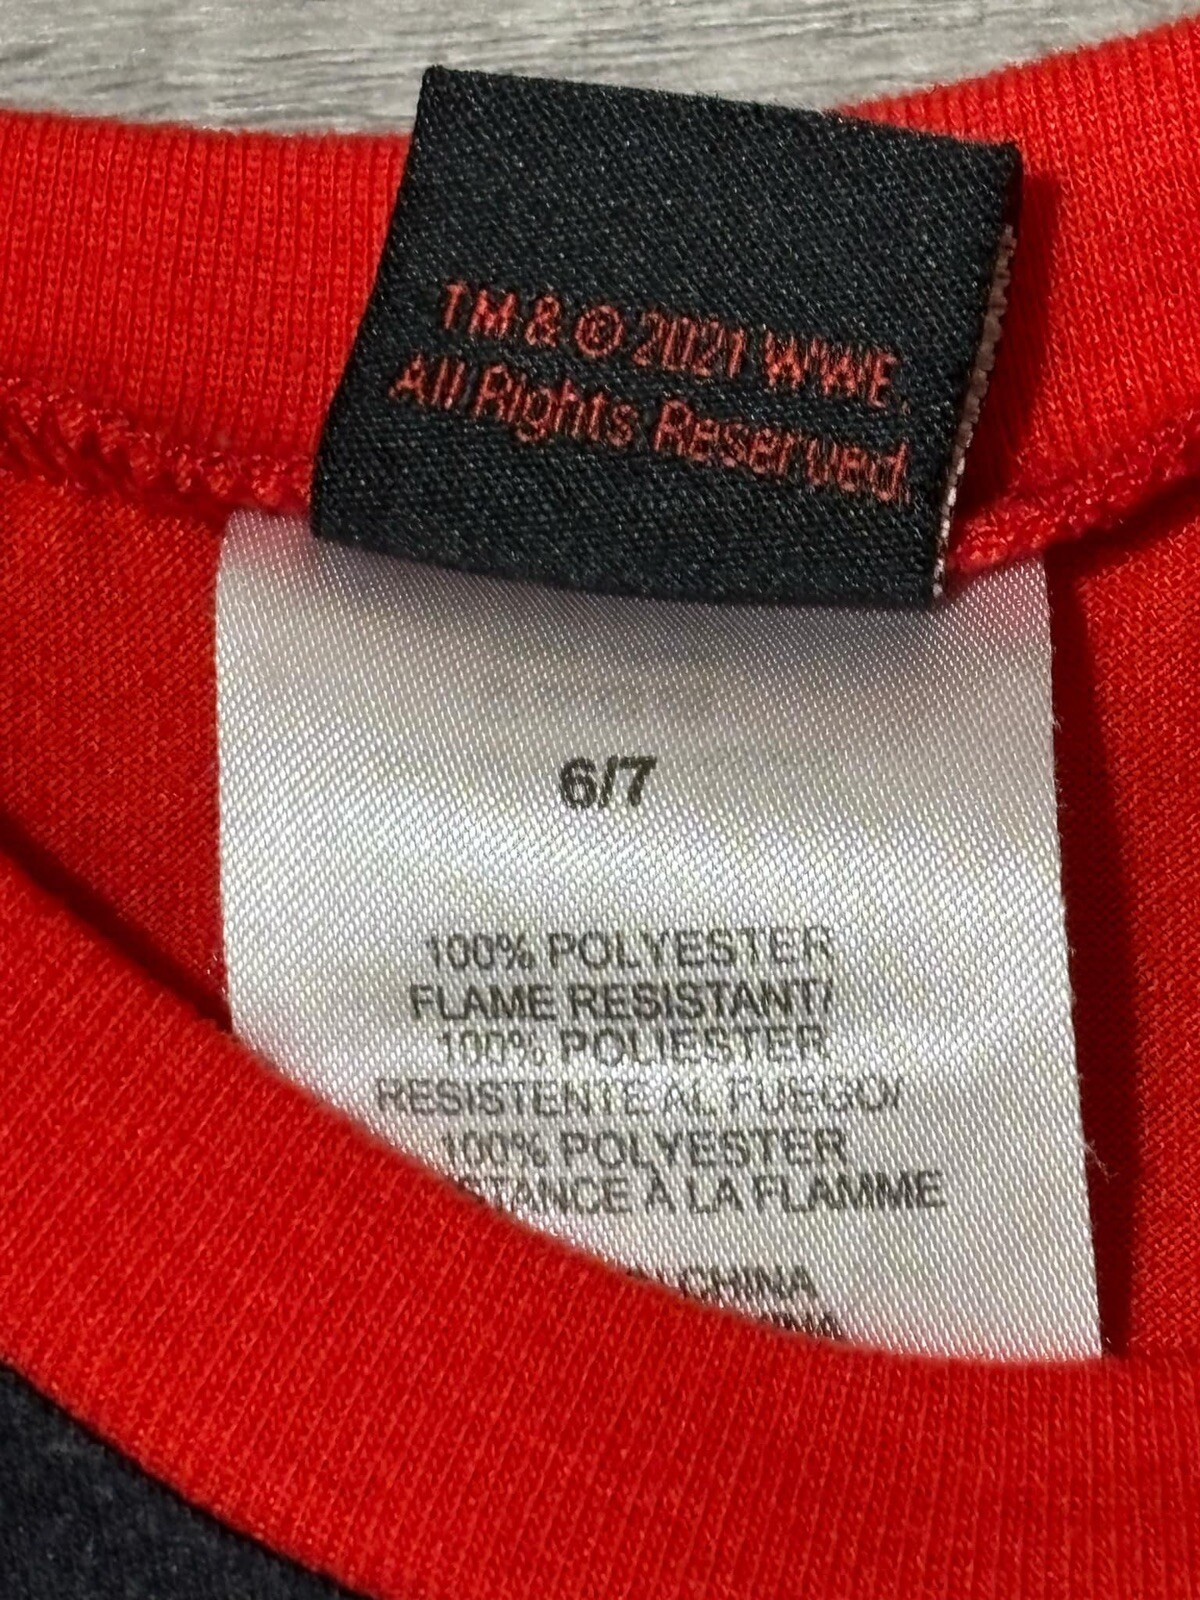 TM & © 2021 WWE.
All Rights Reserved.
6/7
100% POLYESTER
FLAME RESISTANT/
100% POLIESTER
RESISTENTE AL FUEGO/
100% POLYESTER
À LA FLAMME
CHINA